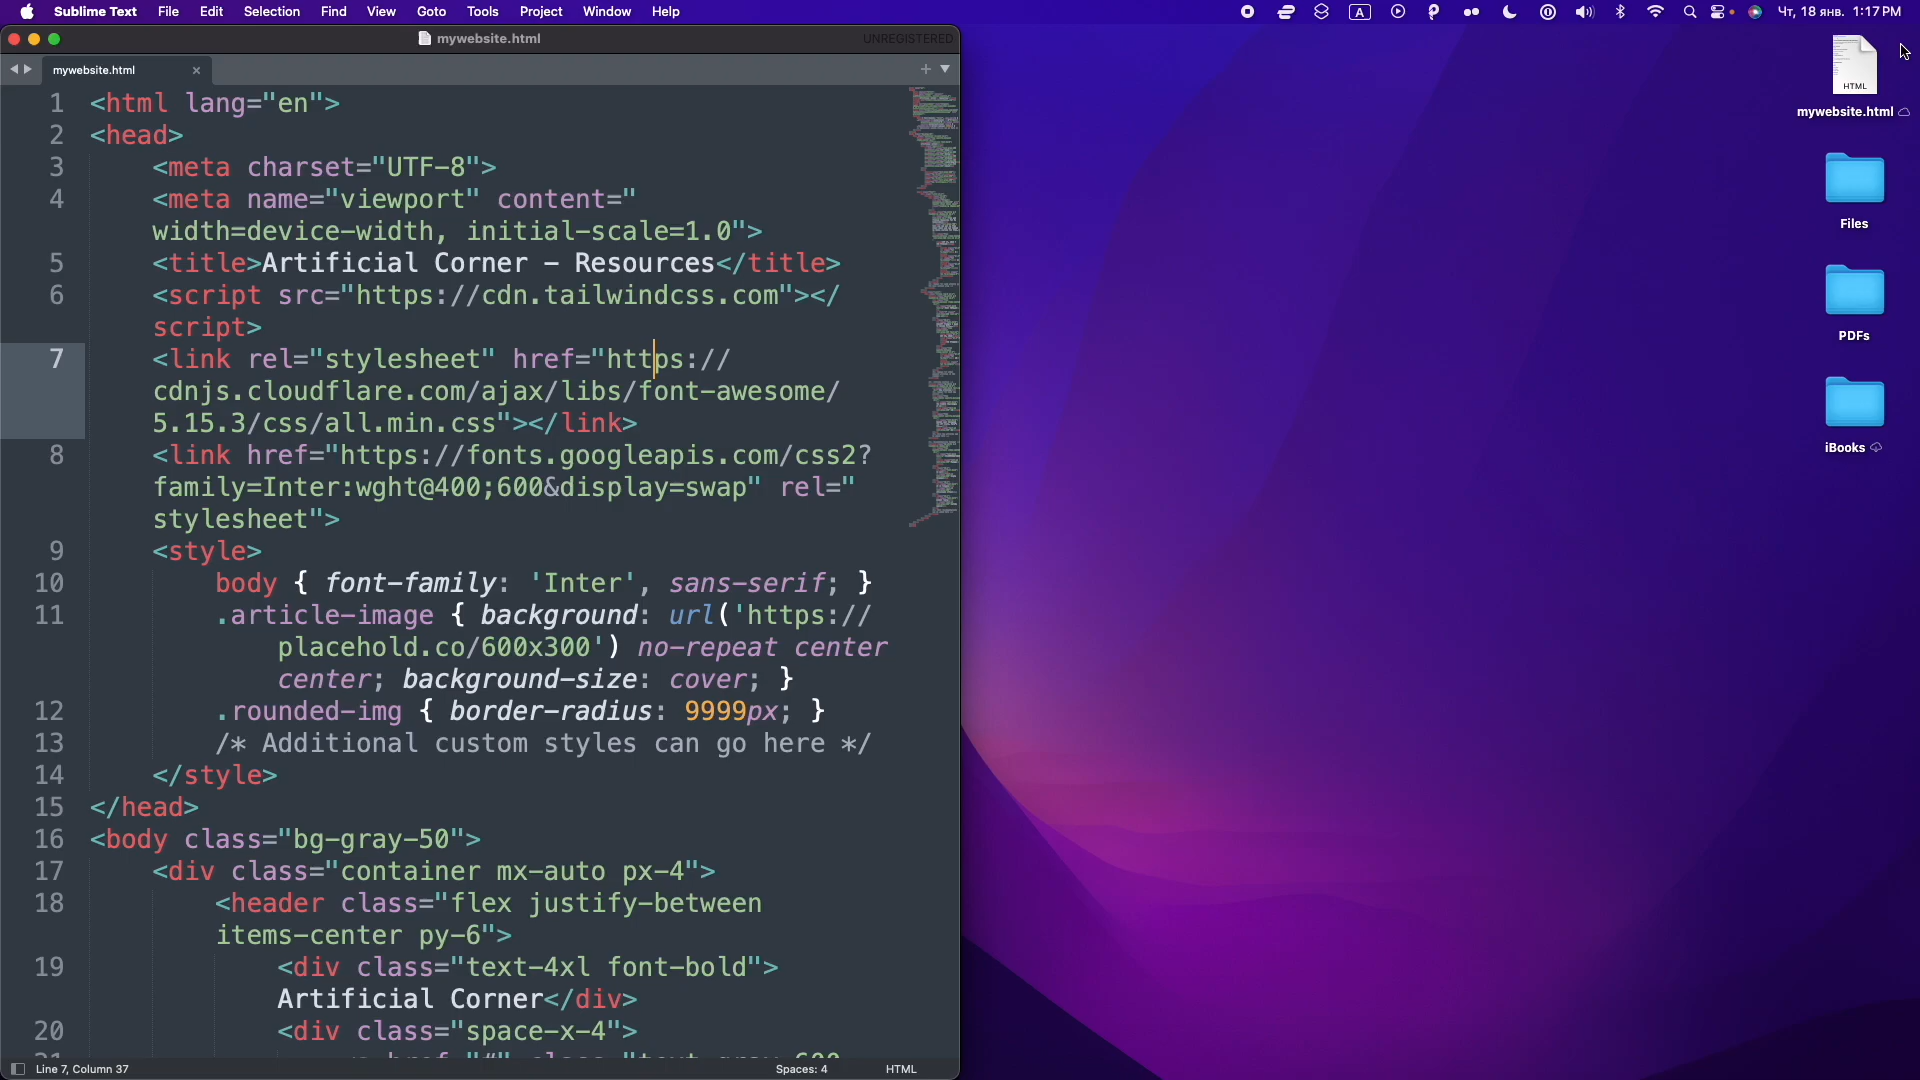 Sublime Text File Edit Selection Find View Goto Tools Project Window Help
A
Чт, 18 янв. 1:17 PM
mywebsite.html
UNREGISTERED
mywebsite.html
1 <html lang="en">
2 <head>
3 <meta charset="UTF-8">
4 <meta name="viewport" content="
width=device-width, initial-scale=1.0">
5 <title>Artificial Corner – Resources</title>
6 <script src="https://cdn.tailwindcss.com"></
script>
7 <link rel="stylesheet" href="https://
cdnjs.cloudflare.com/ajax/libs/font-awesome/
5.15.3/css/all.min.css"></link>
8 <link href="https://fonts.googleapis.com/css2?
family=Inter:wght@400;600&display=swap" rel="
stylesheet">
9 <style>
10 body { font-family: 'Inter', sans-serif; }
11 .article-image { background: url('https://
placehold.co/600x300') no-repeat center
center; background-size: cover; }
12 .rounded-img { border-radius: 9999px; }
13 /* Additional custom styles can go here */
14 </style>
15 </head>
16 <body class="bg-gray-50">
17 <div class="container mx-auto px-4">
18 <header class="flex justify-between
items-center py-6">
19 <div class="text-4xl font-bold">
Artificial Corner</div>
20 <div class="space-x-4">
Line 7, Column 37
Spaces: 4
HTML
HTML
mywebsite.html
Files
PDFs
iBooks